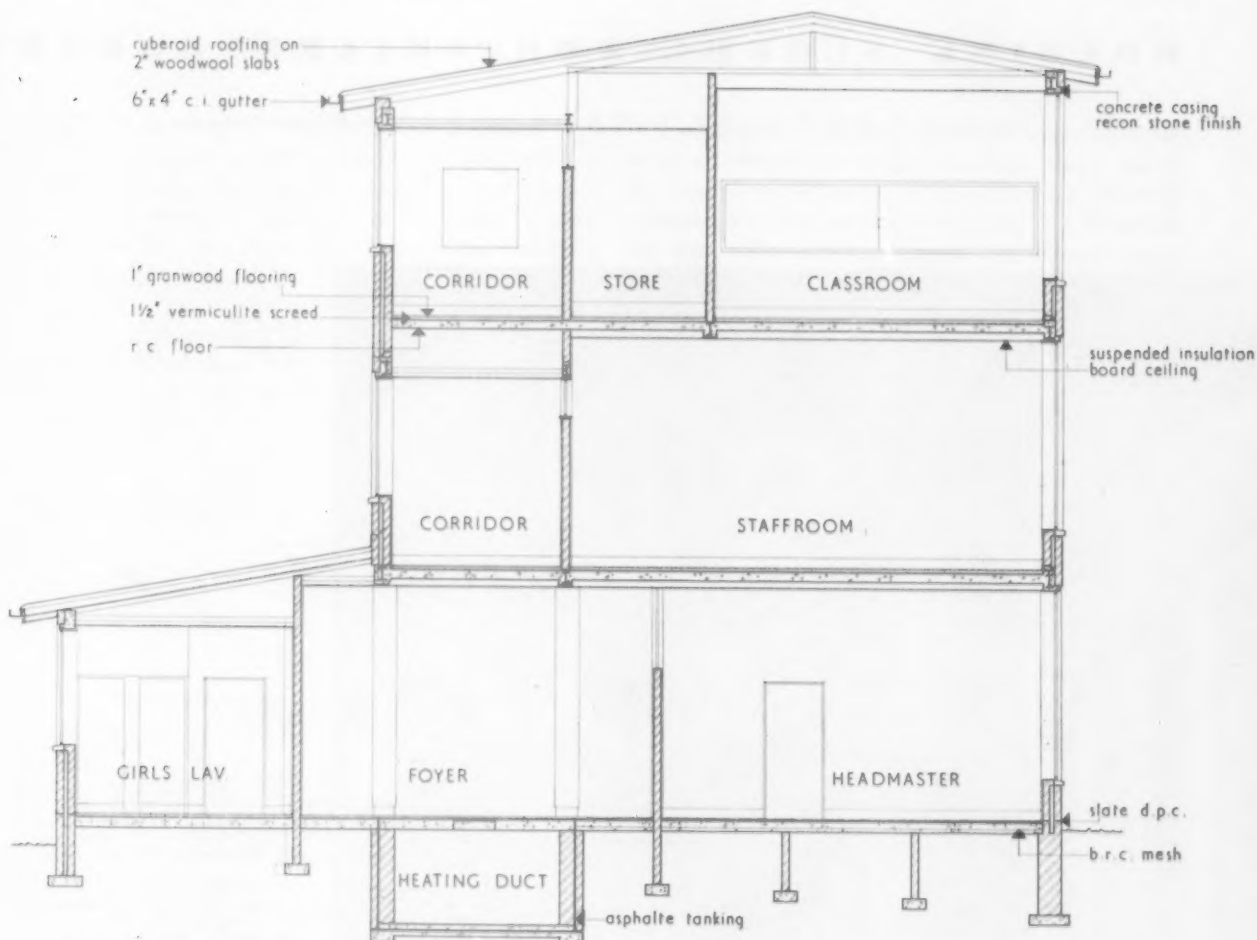 ruberoid roofing on
2" woodwool slabs
6"x 4" c.i. gutter
concrete casing
recon. stone finish
1" granwood flooring
CORRIDOR
STORE
CLASSROOM
1½" vermiculite screed
r.c. floor
suspended insulation
board ceiling
CORRIDOR
STAFFROOM
GIRLS LAV.
FOYER
HEADMASTER
slate d.p.c.
b.r.c. mesh
HEATING DUCT
asphalte tanking